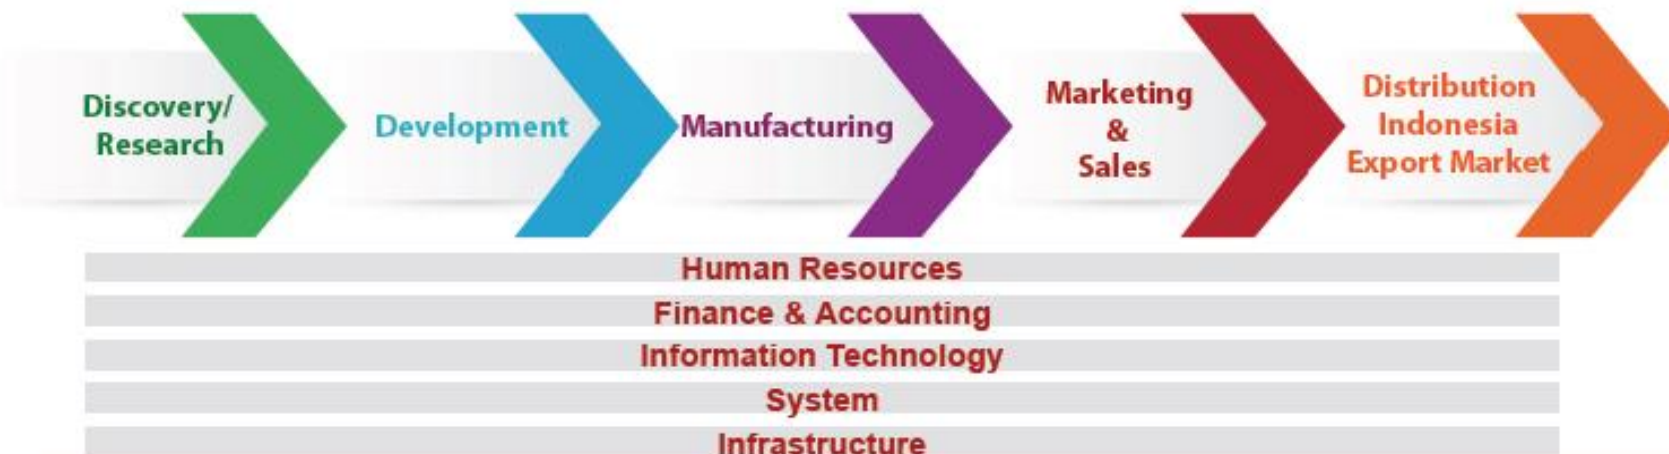 Discovery/
Research
Development
Manufacturing
Marketing
&
Sales
Distribution
Indonesia
Export Market
Human Resources
Finance & Accounting
Information Technology
System
Infrastructure